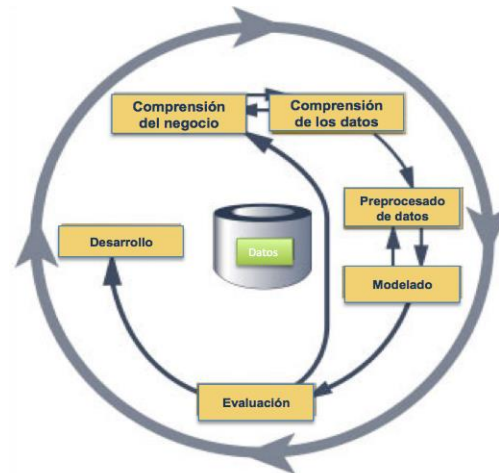 Comprensión
del negocio
Comprensión
de los datos
Preprocesado
de datos
Desarrollo
Datos
Modelado
Evaluación